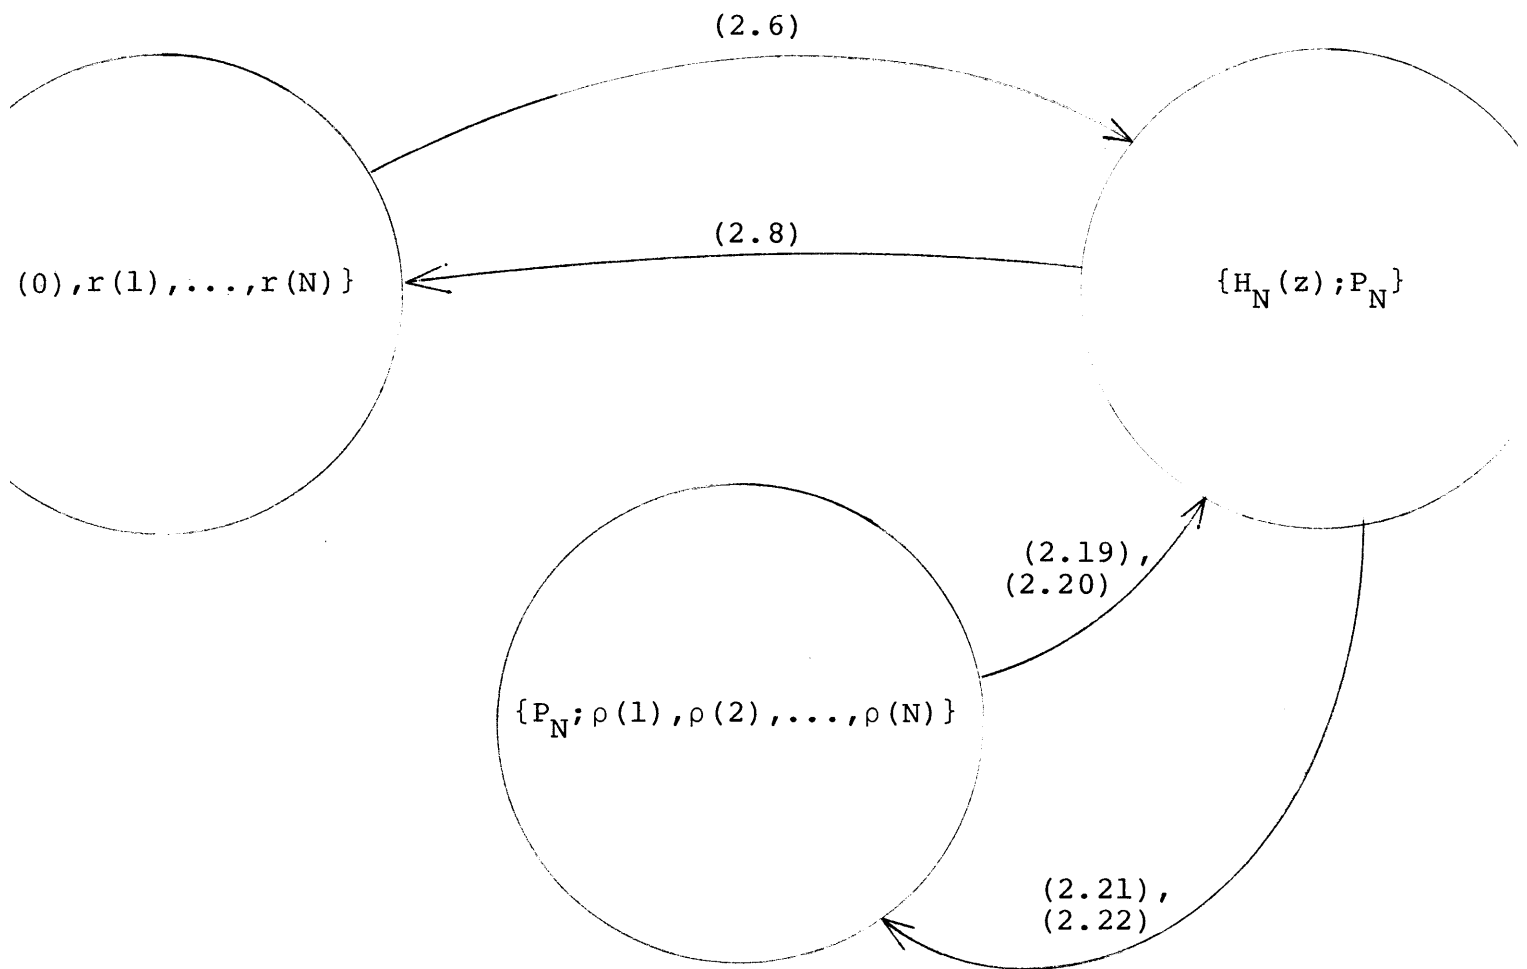 (2.6)
(2.8)
(0),r(1),...,r(N)}
{H_N(z);P_N}
(2.19),
(2.20)
{P_N;ρ(1),ρ(2),...,ρ(N)}
(2.21),
(2.22)